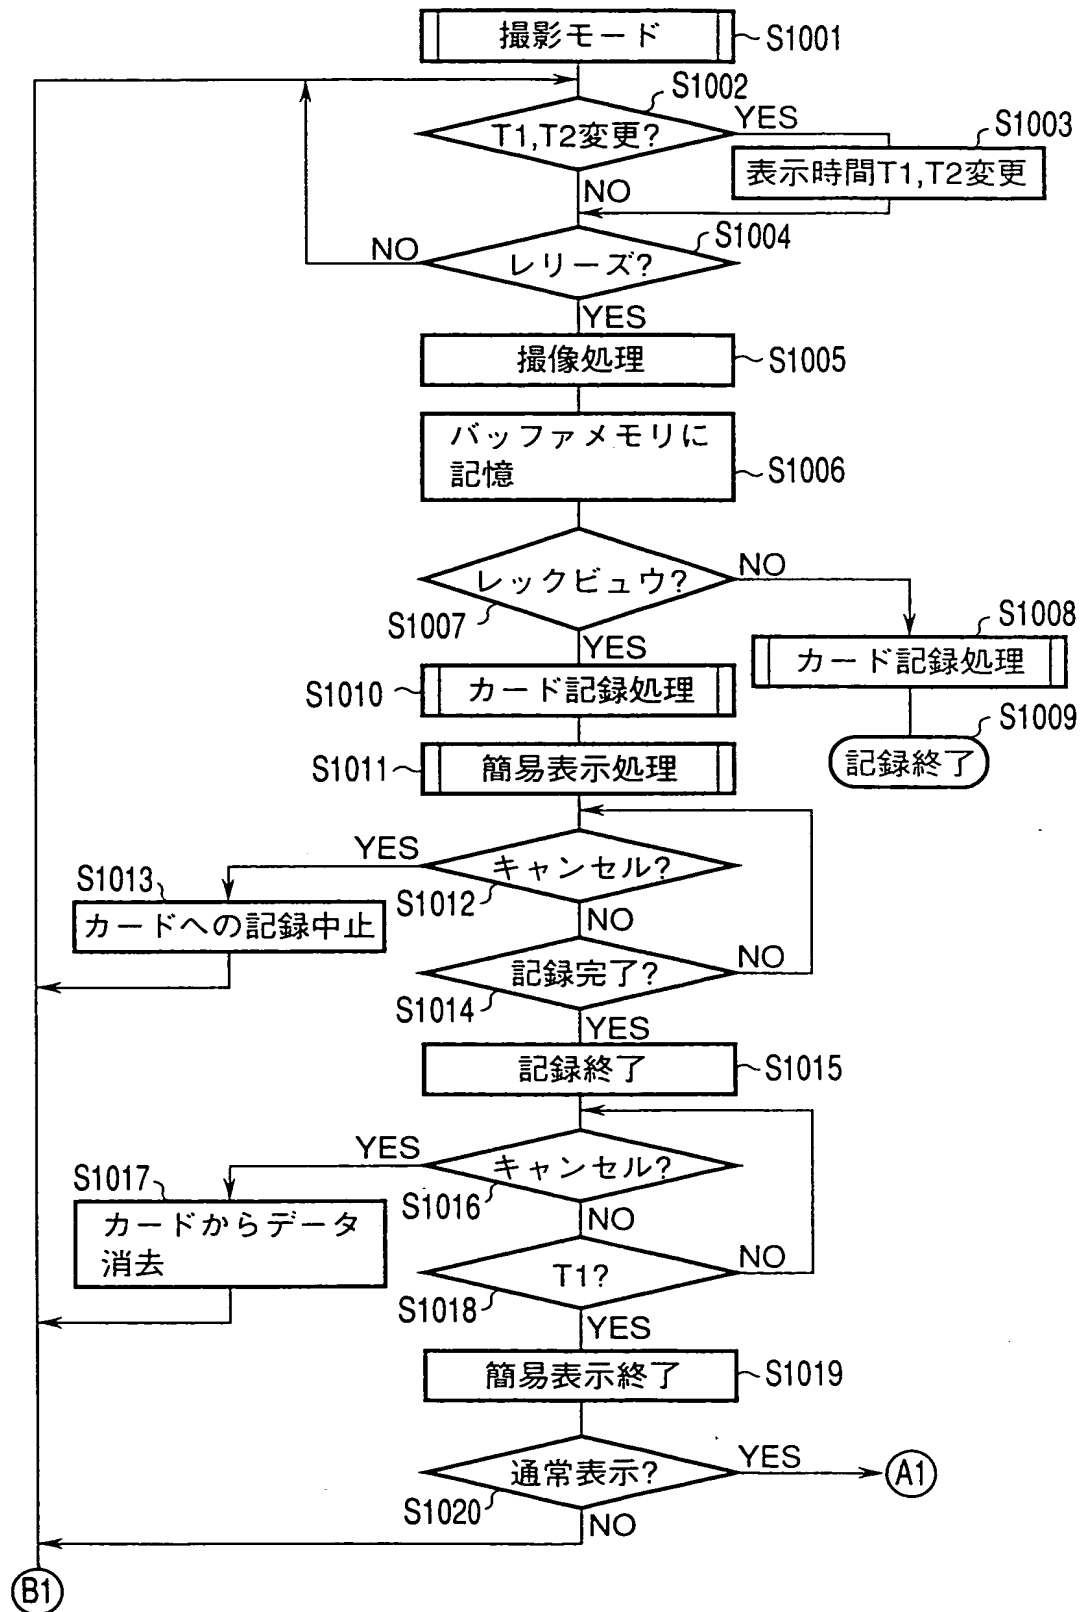 撮影モード
S1001
S1002
T1,T2変更?
YES
S1003
表示時間T1,T2変更
NO
S1004
NO
レリーズ?
YES
撮像処理
S1005
バッファメモリに
記憶
S1006
レックビュウ?
NO
S1007
YES
S1008
カード記録処理
S1010
カード記録処理
S1009
記録終了
S1011
簡易表示処理
YES
キャンセル?
S1012
S1013
カードへの記録中止
NO
記録完了?
NO
S1014
YES
記録終了
S1015
YES
キャンセル?
S1016
S1017
カードからデータ
消去
NO
T1?
NO
S1018
YES
簡易表示終了
S1019
通常表示?
YES
A1
S1020
NO
B1